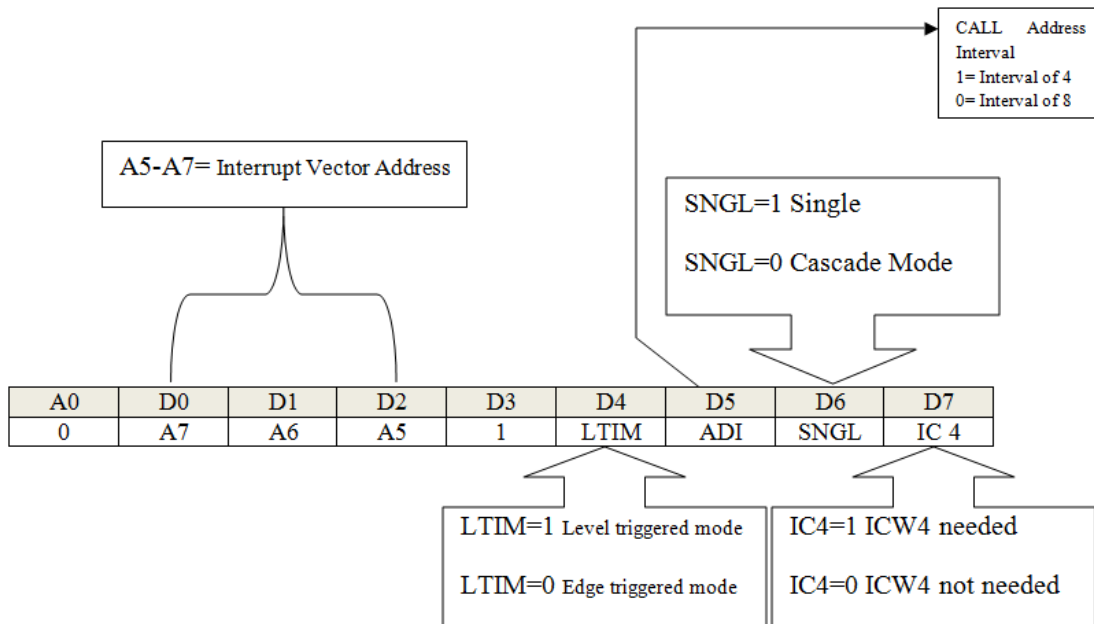 CALL Address
Interval
1= Interval of 4
0= Interval of 8
A5-A7= Interrupt Vector Address
SNGL=1 Single
SNGL=0 Cascade Mode
A0 D0 D1 D2 D3 D4 D5 D6 D7
0 A7 A6 A5 1 LTIM ADI SNGL IC 4
LTIM=1 Level triggered mode
LTIM=0 Edge triggered mode
IC4=1 ICW4 needed
IC4=0 ICW4 not needed